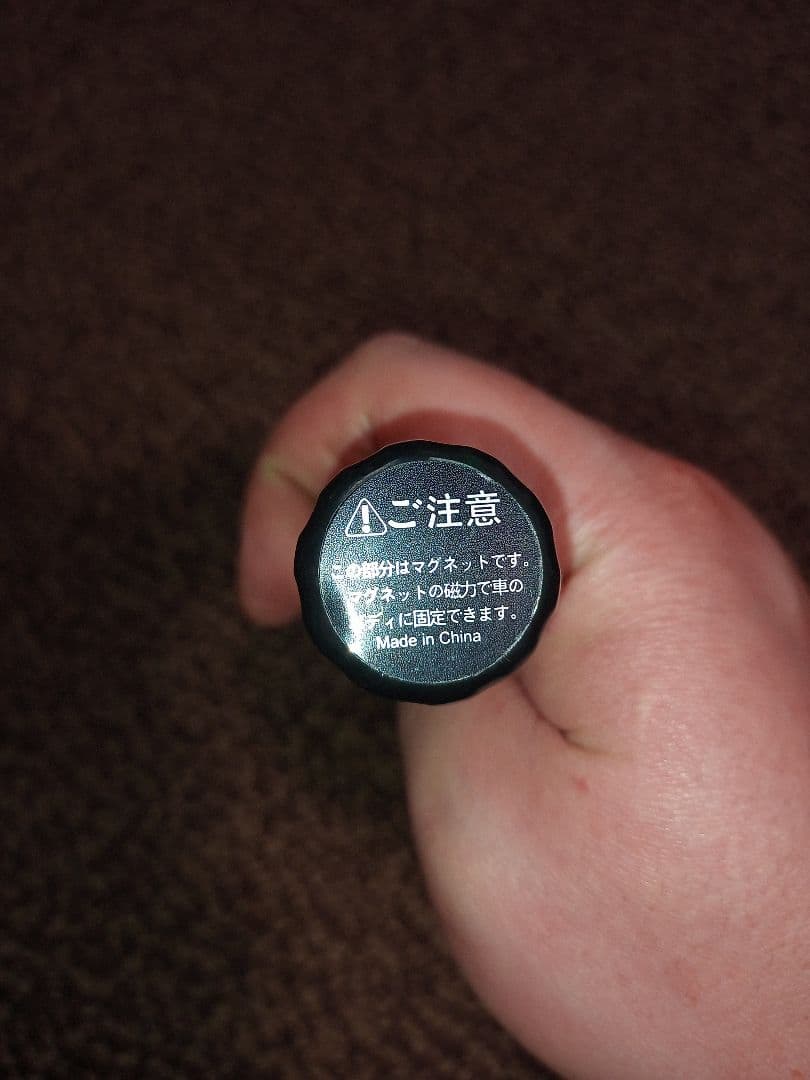 ⚠ご注意
この部分はマグネットです。
マグネットの磁力で車の
ボディに固定できます。
Made in China